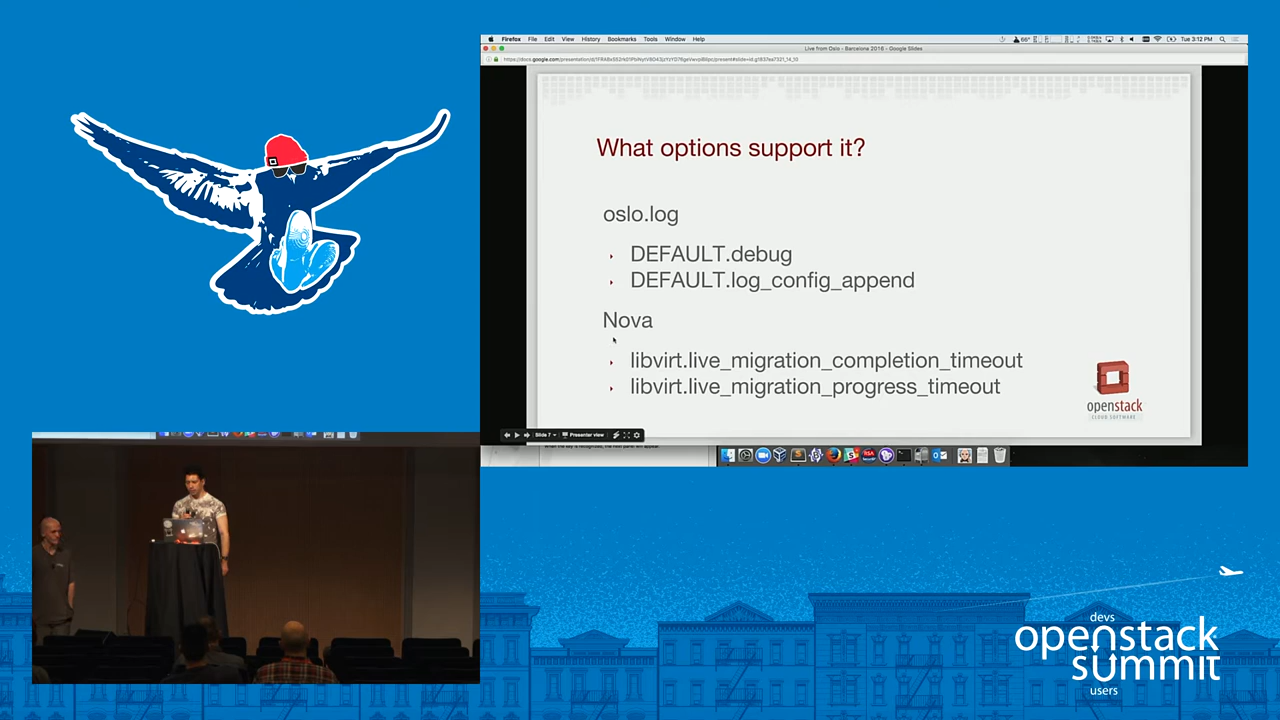 Firefox File Edit View History Bookmarks Tools Window Help
66° Tue 3:12 PM
Live from Oslo - Barcelona 2016 - Google Slides
What options support it?
oslo.log
DEFAULT.debug
DEFAULT.log_config_append
Nova
libvirt.live_migration_completion_timeout
libvirt.live_migration_progress_timeout
openstack
CLOUD SOFTWARE
Slide 7 Presenter view
RSA
devs
openstack
summit
users